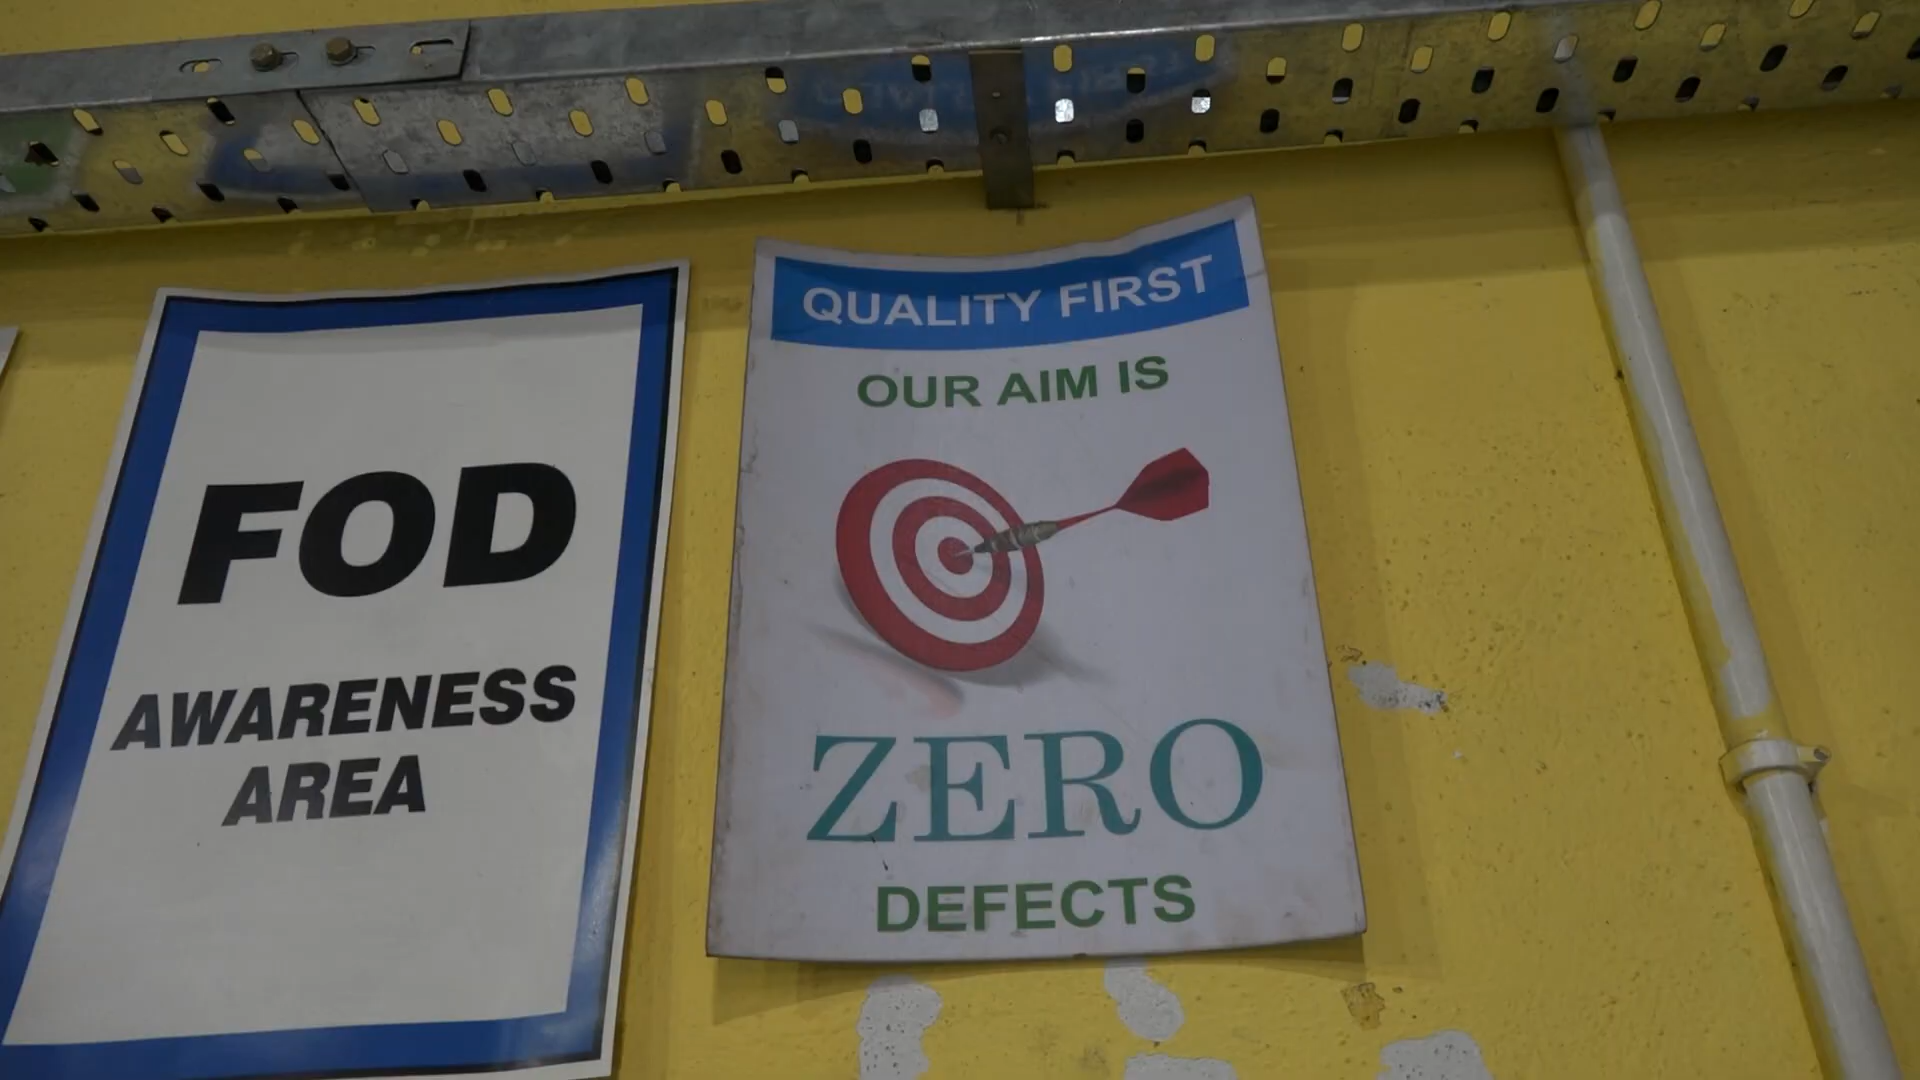 FOD
AWARENESS
AREA
QUALITY FIRST
OUR AIM IS
ZERO
DEFECTS